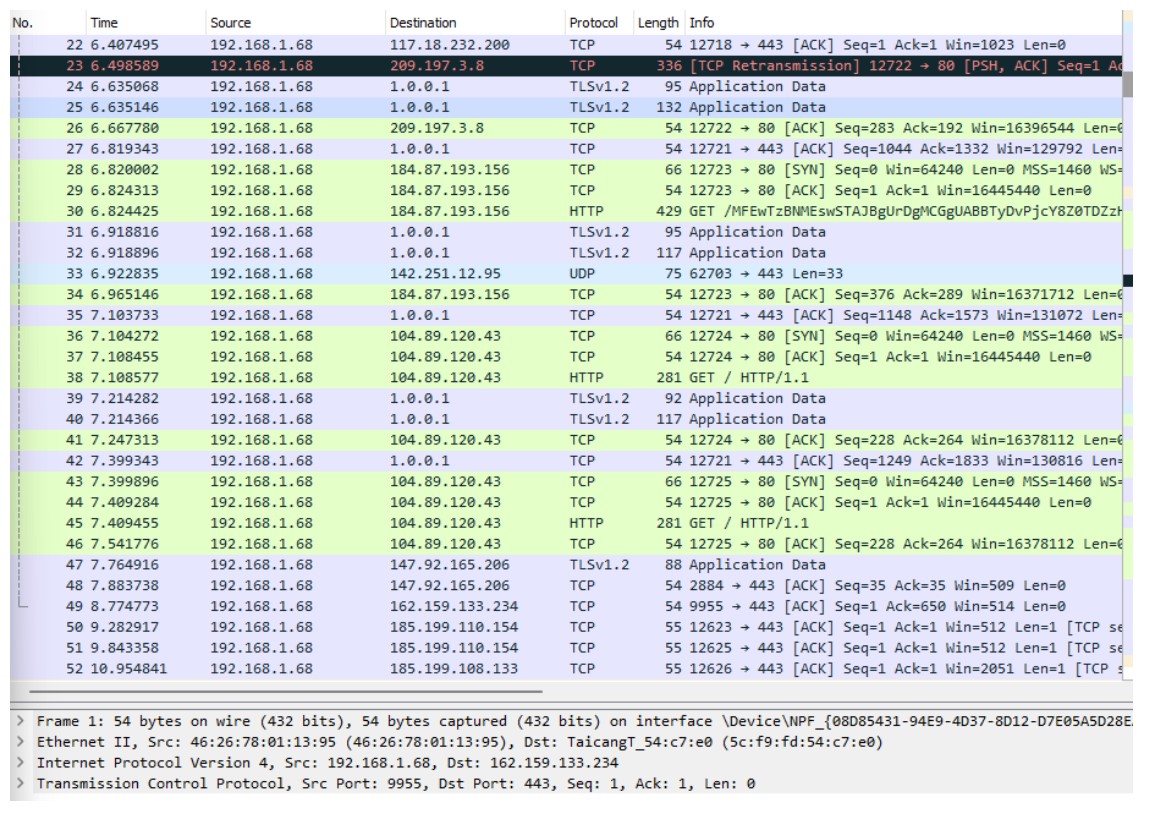 No. Time Source Destination Protocol Length Info
22 6.407495 192.168.1.68 117.18.232.200 TCP 54 12718 → 443 [ACK] Seq=1 Ack=1 Win=1023 Len=0
23 6.498589 192.168.1.68 209.197.3.8 TCP 336 [TCP Retransmission] 12722 → 80 [PSH, ACK] Seq=1 Ac
24 6.635068 192.168.1.68 1.0.0.1 TLSv1.2 95 Application Data
25 6.635146 192.168.1.68 1.0.0.1 TLSv1.2 132 Application Data
26 6.667780 192.168.1.68 209.197.3.8 TCP 54 12722 → 80 [ACK] Seq=283 Ack=192 Win=16396544 Len=0
27 6.819343 192.168.1.68 1.0.0.1 TCP 54 12721 → 443 [ACK] Seq=1044 Ack=1332 Win=129792 Len=
28 6.820002 192.168.1.68 184.87.193.156 TCP 66 12723 → 80 [SYN] Seq=0 Win=64240 Len=0 MSS=1460 WS=
29 6.824313 192.168.1.68 184.87.193.156 TCP 54 12723 → 80 [ACK] Seq=1 Ack=1 Win=16445440 Len=0
30 6.824425 192.168.1.68 184.87.193.156 HTTP 429 GET /MFEwTzBNMEswSTAJBgUrDgMCGgUABBTyDvPjcY8Z0TDZzH
31 6.918816 192.168.1.68 1.0.0.1 TLSv1.2 95 Application Data
32 6.918896 192.168.1.68 1.0.0.1 TLSv1.2 117 Application Data
33 6.922835 192.168.1.68 142.251.12.95 UDP 75 62703 → 443 Len=33
34 6.965146 192.168.1.68 184.87.193.156 TCP 54 12723 → 80 [ACK] Seq=376 Ack=289 Win=16371712 Len=0
35 7.103733 192.168.1.68 1.0.0.1 TCP 54 12721 → 443 [ACK] Seq=1148 Ack=1573 Win=131072 Len=
36 7.104272 192.168.1.68 104.89.120.43 TCP 66 12724 → 80 [SYN] Seq=0 Win=64240 Len=0 MSS=1460 WS=
37 7.108455 192.168.1.68 104.89.120.43 TCP 54 12724 → 80 [ACK] Seq=1 Ack=1 Win=16445440 Len=0
38 7.108577 192.168.1.68 104.89.120.43 HTTP 281 GET / HTTP/1.1
39 7.214282 192.168.1.68 1.0.0.1 TLSv1.2 92 Application Data
40 7.214366 192.168.1.68 1.0.0.1 TLSv1.2 117 Application Data
41 7.247313 192.168.1.68 104.89.120.43 TCP 54 12724 → 80 [ACK] Seq=228 Ack=264 Win=16378112 Len=0
42 7.399343 192.168.1.68 1.0.0.1 TCP 54 12721 → 443 [ACK] Seq=1249 Ack=1833 Win=130816 Len=
43 7.399896 192.168.1.68 104.89.120.43 TCP 66 12725 → 80 [SYN] Seq=0 Win=64240 Len=0 MSS=1460 WS=
44 7.409284 192.168.1.68 104.89.120.43 TCP 54 12725 → 80 [ACK] Seq=1 Ack=1 Win=16445440 Len=0
45 7.409455 192.168.1.68 104.89.120.43 HTTP 281 GET / HTTP/1.1
46 7.541776 192.168.1.68 104.89.120.43 TCP 54 12725 → 80 [ACK] Seq=228 Ack=264 Win=16378112 Len=0
47 7.764916 192.168.1.68 147.92.165.206 TLSv1.2 88 Application Data
48 7.883738 192.168.1.68 147.92.165.206 TCP 54 2884 → 443 [ACK] Seq=35 Ack=35 Win=509 Len=0
49 8.774773 192.168.1.68 162.159.133.234 TCP 54 9955 → 443 [ACK] Seq=1 Ack=650 Win=514 Len=0
50 9.282917 192.168.1.68 185.199.110.154 TCP 55 12623 → 443 [ACK] Seq=1 Ack=1 Win=512 Len=1 [TCP se
51 9.843358 192.168.1.68 185.199.110.154 TCP 55 12625 → 443 [ACK] Seq=1 Ack=1 Win=512 Len=1 [TCP se
52 10.954841 192.168.1.68 185.199.108.133 TCP 55 12626 → 443 [ACK] Seq=1 Ack=1 Win=2051 Len=1 [TCP s
> Frame 1: 54 bytes on wire (432 bits), 54 bytes captured (432 bits) on interface \Device\NPF_{08D85431-94E9-4D37-8D12-D7E05A5D28E
> Ethernet II, Src: 46:26:78:01:13:95 (46:26:78:01:13:95), Dst: TaicangT_54:c7:e0 (5c:f9:fd:54:c7:e0)
> Internet Protocol Version 4, Src: 192.168.1.68, Dst: 162.159.133.234
> Transmission Control Protocol, Src Port: 9955, Dst Port: 443, Seq: 1, Ack: 1, Len: 0